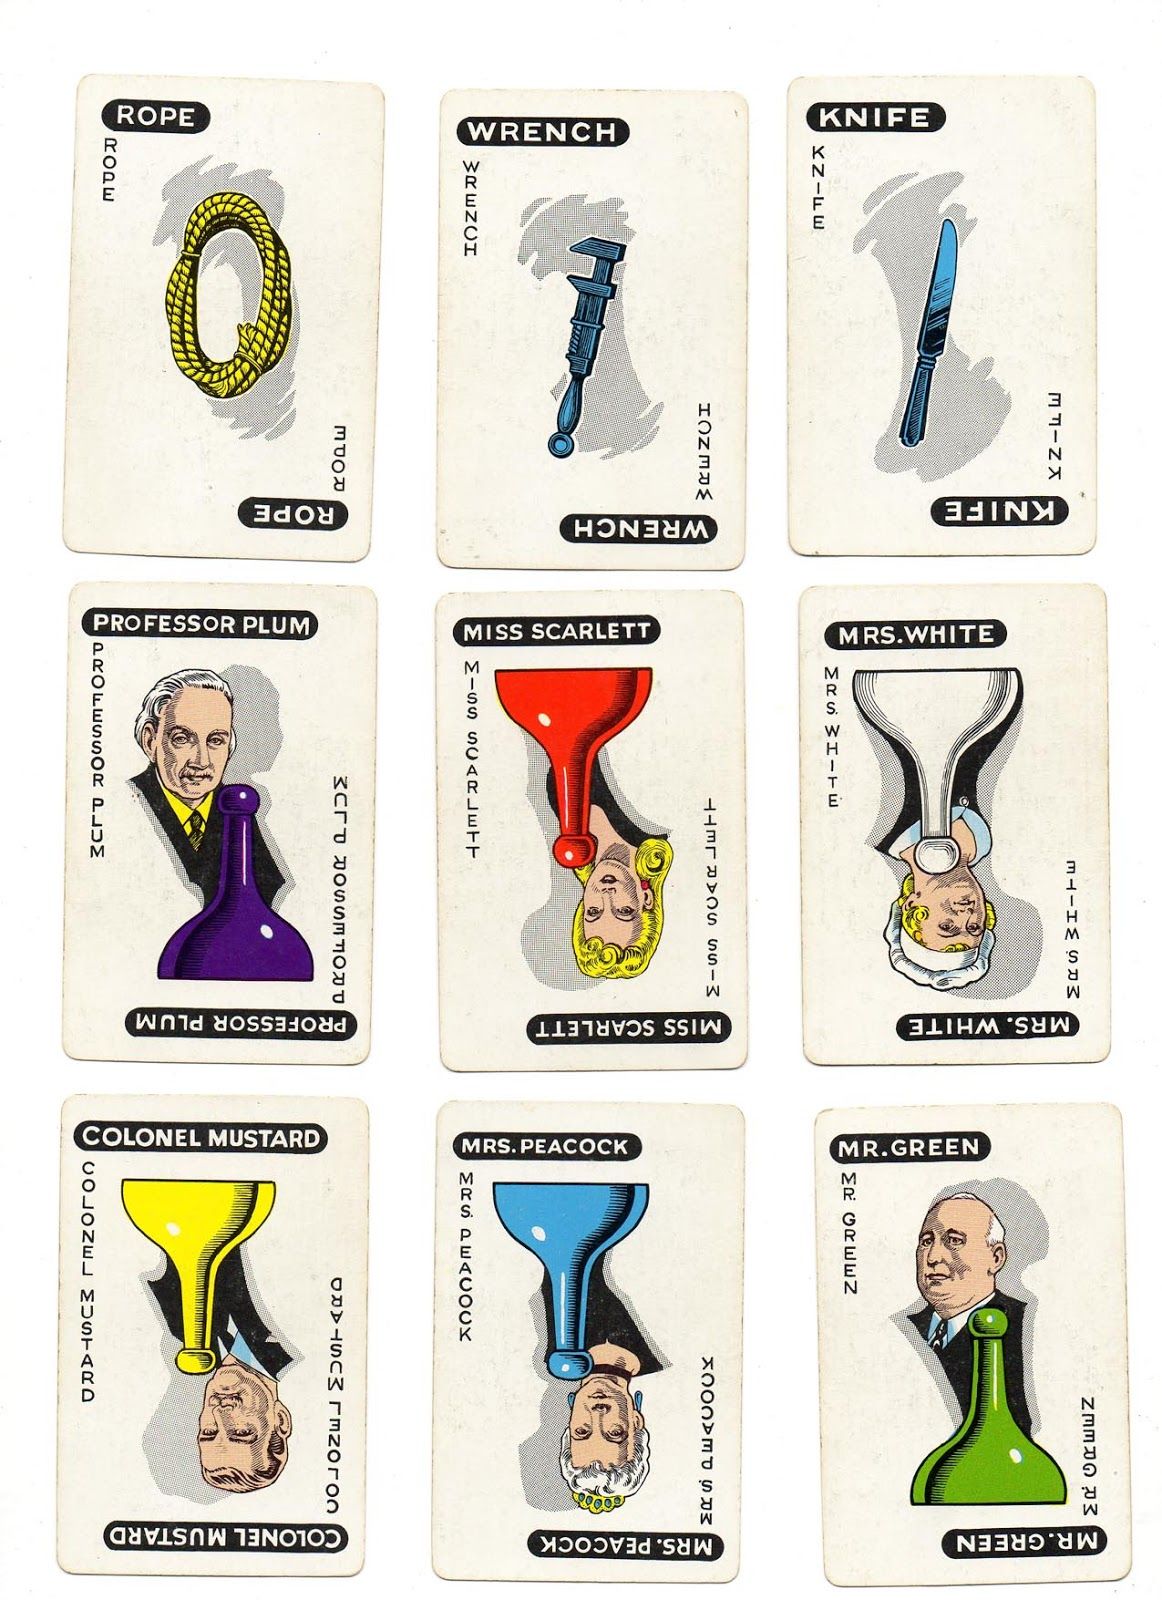 ROPE
ROPE
ROPE
ROPE
WRENCH
WRENCH
WRENCH
WRENCH
KNIFE
KNIFE
KNIFE
KNIFE
PROFESSOR PLUM
PROFESSOR PLUM
PROFESSOR PLUM
PROFESSOR PLUM
MISS SCARLETT
MISS SCARLETT
MISS SCARLETT
MISS SCARLETT
MRS. WHITE
MRS. WHITE
MRS. WHITE
MRS. WHITE
COLONEL MUSTARD
COLONEL MUSTARD
COLONEL MUSTARD
COLONEL MUSTARD
MRS. PEACOCK
MRS. PEACOCK
MRS. PEACOCK
MRS. PEACOCK
MR. GREEN
MR. GREEN
MR. GREEN
MR. GREEN